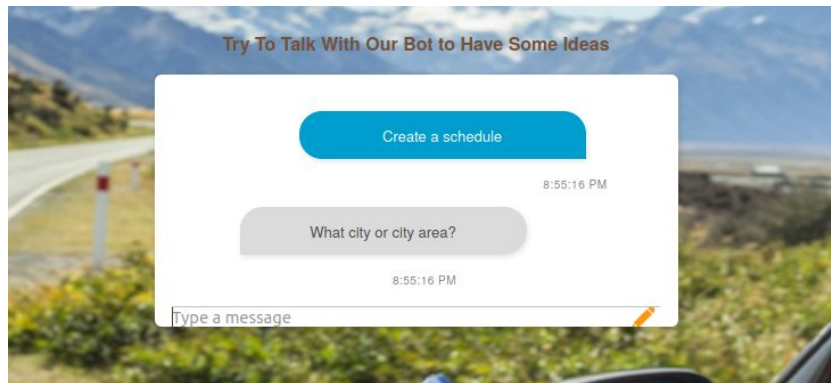 Try To Talk With Our Bot to Have Some Ideas
Create a schedule
8:55:16 PM
What city or city area?
8:55:16 PM
Type a message